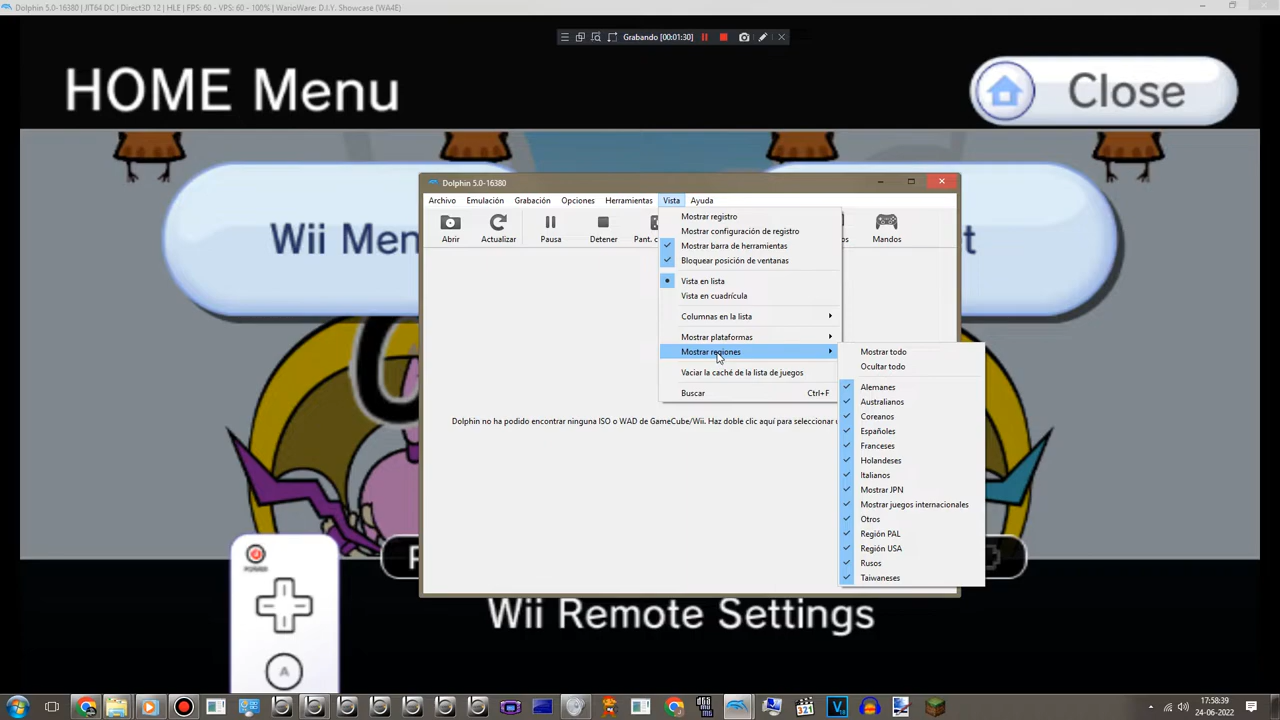 Dolphin 5.0-16380 | JIT64 DC | Direct3D 12 | HLE | FPS: 60 - VPS: 60 - 100% | WarioWare: D.I.Y. Showcase (WA4E)
Grabando [00:01:30]
HOME Menu
Close
Dolphin 5.0-16380
Archivo Emulación Grabación Opciones Herramientas Vista Ayuda
Abrir Actualizar Pausa Detener Pant. Mandos
Mostrar registro
Mostrar configuración de registro
Mostrar barra de herramientas
Bloquear posición de ventanas
Vista en lista
Vista en cuadrícula
Columnas en la lista
Mostrar plataformas
Mostrar regiones
Vaciar la caché de la lista de juegos
Buscar Ctrl+F
Mostrar todo
Ocultar todo
Alemanes
Australianos
Coreanos
Españoles
Franceses
Holandeses
Italianos
Mostrar JPN
Mostrar juegos internacionales
Otros
Región PAL
Región USA
Rusos
Taiwaneses
Wii Men
Dolphin no ha podido encontrar ninguna ISO o WAD de GameCube/Wii. Haz doble clic aquí para seleccionar
POWER
A
Wii Remote Settings
17:58:39
24-06-2022